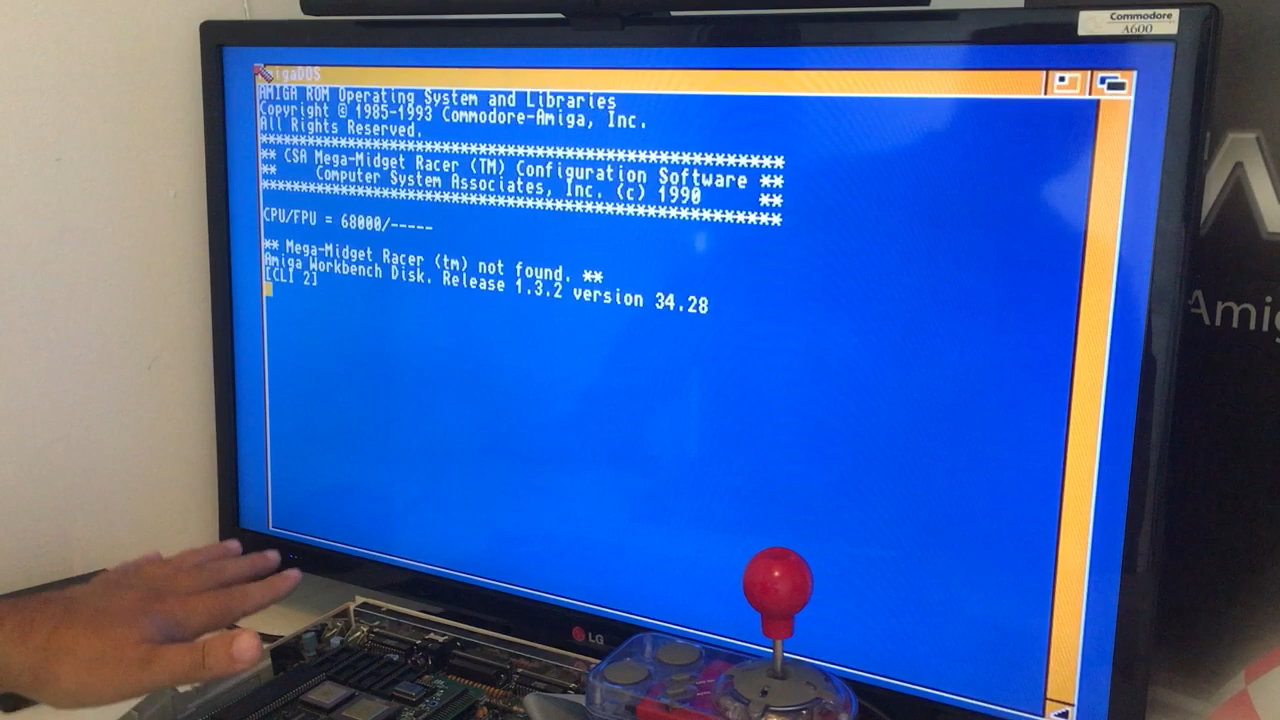 Commodore
A600
igaDOS
AMIGA ROM Operating System and Libraries
Copyright © 1985-1993 Commodore-Amiga, Inc.
All Rights Reserved.
******************************************************************
** CSA Mega-Midget Racer (TM) Configuration Software **
** Computer System Associates, Inc. (c) 1990 **
******************************************************************
CPU/FPU = 68000/-----
** Mega-Midget Racer (tm) not found. **
Amiga Workbench Disk. Release 1.3.2 version 34.28
[CLI 2]
Amig
LG